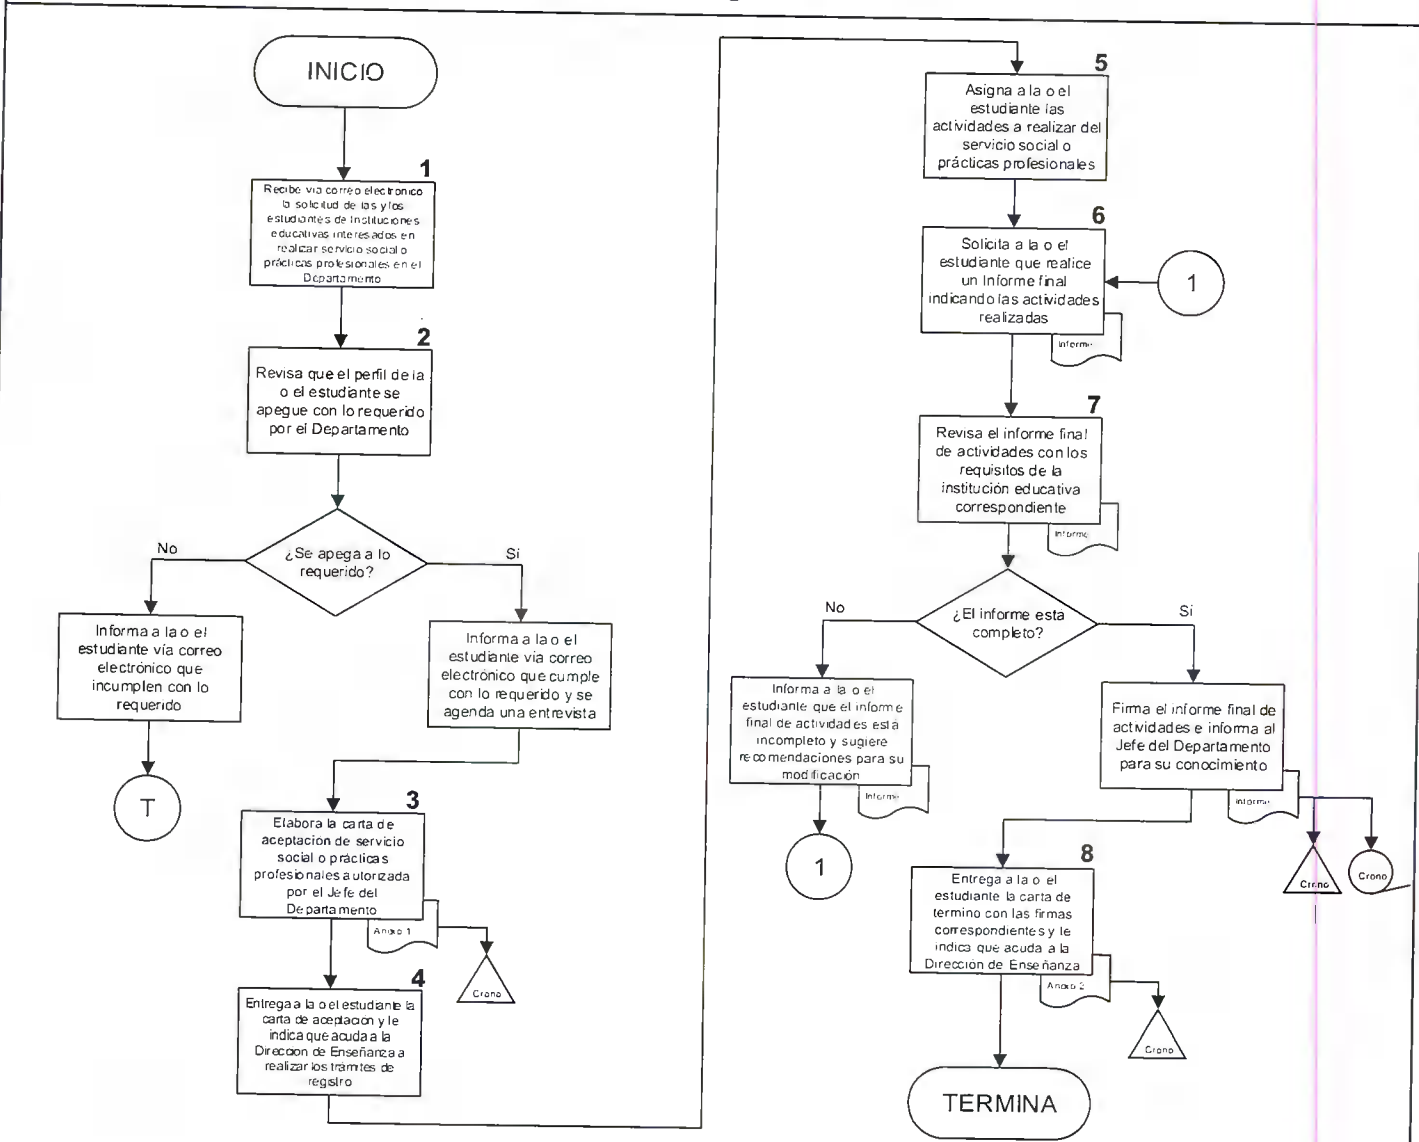 INICIO
1
Recibe vía correo electrónico
la solicitud de las y los
estudiantes de Instituciones
educativas interesados en
realizar servicio social o
prácticas profesionales en el
Departamento
2
Revisa que el perfil de la
o el estudiante se
apegue con lo requerido
por el Departamento
¿Se apega a lo
requerido?
No
Sí
Informa a la o el
estudiante vía correo
electrónico que
incumplen con lo
requerido
T
Informa a la o el
estudiante vía correo
electrónico que cumple
con lo requerido y se
agenda una entrevista
3
Elabora la carta de
aceptación de servicio
social o prácticas
profesionales autorizada
por el Jefe del
Departamento
Anexo 1
Crono
4
Entrega a la o el estudiante la
carta de aceptación y le
indica que acuda a la
Dirección de Enseñanza a
realizar los trámites de
registro
5
Asigna a la o el
estudiante las
actividades a realizar del
servicio social o
prácticas profesionales
6
Solicita a la o el
estudiante que realice
un Informe final
indicando las actividades
realizadas
Informe
1
7
Revisa el informe final
de actividades con los
requisitos de la
institución educativa
correspondiente
Informe
¿El informe está
completo?
No
Sí
Informa a la o el
estudiante que el informe
final de actividades está
incompleto y sugiere
recomendaciones para su
modificación
Informe
1
Firma el informe final de
actividades e informa al
Jefe del Departamento
para su conocimiento
Informe
Crono
Crono
8
Entrega a la o el
estudiante la carta de
termino con las firmas
correspondientes y le
indica que acuda a la
Dirección de Enseñanza
Anexo 2
Crono
TERMINA